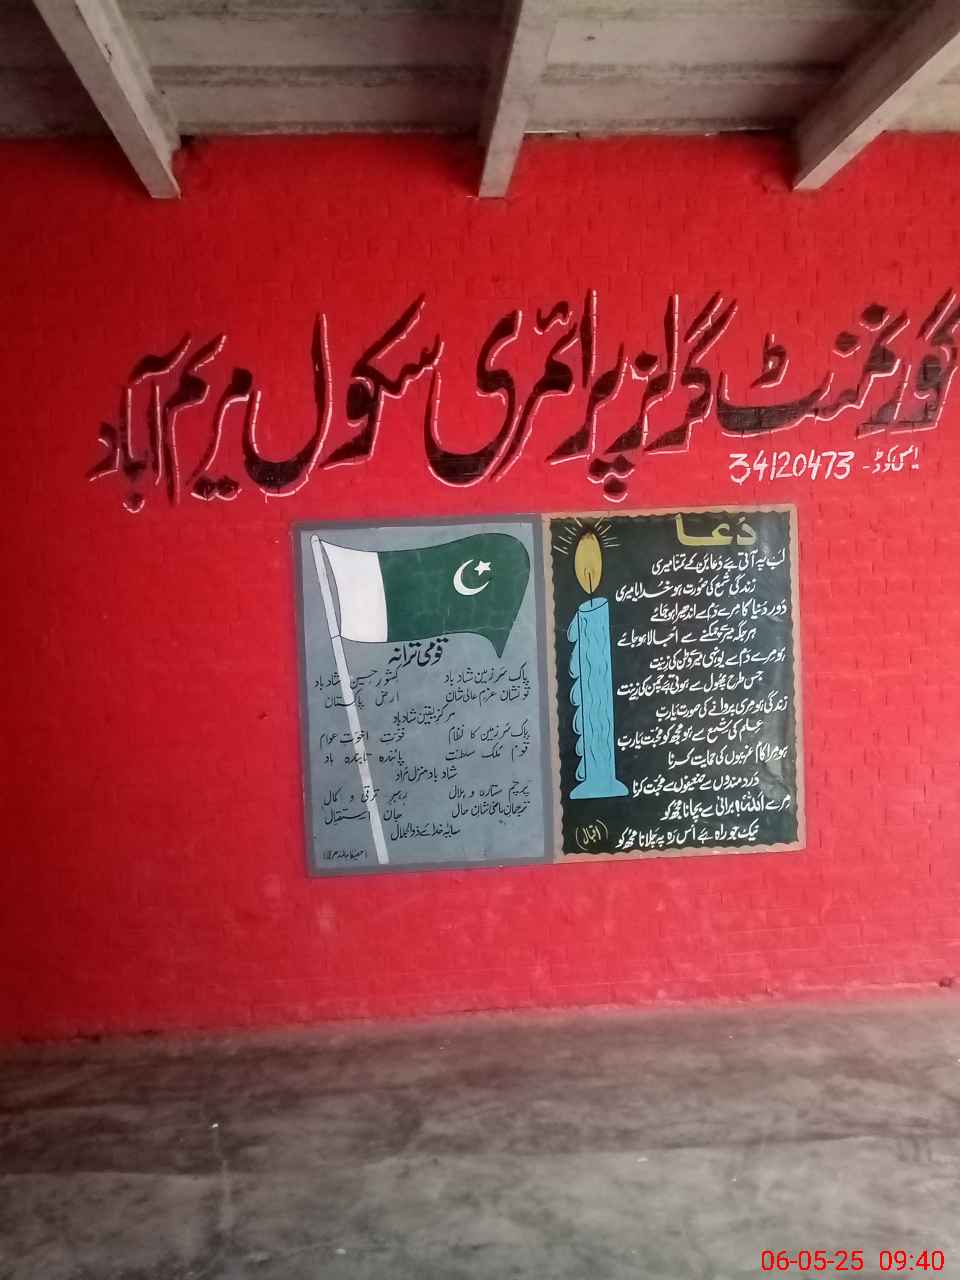 گورنمنٹ گرلز پرائمری سکول مریم آباد
ایس کوڈ - 34120473
قومی ترانہ
پاک سرزمین شاد باد کشورِ حسین شاد باد
تو نشانِ عزمِ عالی شان ارضِ پاکستان
مرکزِ یقین شاد باد
پاک سرزمین کا نظام قوتِ اخوتِ عوام
قوم ملک سلطنت پائندہ تابندہ باد
شاد باد منزلِ مراد
پرچمِ ستارہ و ہلال رہبرِ ترقی و کمال
ترجمانِ ماضی شانِ حال جانِ استقبال
سایۂ خدائے ذوالجلال
دُعا
لب پہ آتی ہے دُعا بن کے تمنا میری
زندگی شمع کی صورت ہو خدایا میری
دُور دُنیا کا مرے دم سے اندھیرا ہو جائے
ہر جگہ میرے چمکنے سے اُجالا ہو جائے
ہو مرے دم سے یونہی میرے وطن کی زینت
جس طرح پھول سے ہوتی ہے چمن کی زینت
زندگی ہو مری پروانے کی صورت یارب
علم کی شمع سے ہو مجھ کو محبت یارب
ہو مرا کام غریبوں کی حمایت کرنا
دردمندوں سے ضعیفوں سے محبت کرنا
مرے اللہ! برائی سے بچانا مجھ کو
نیک جو راہ ہے اُس رہ پہ چلانا مجھ کو
(اقبال)
06-05-25 09:40